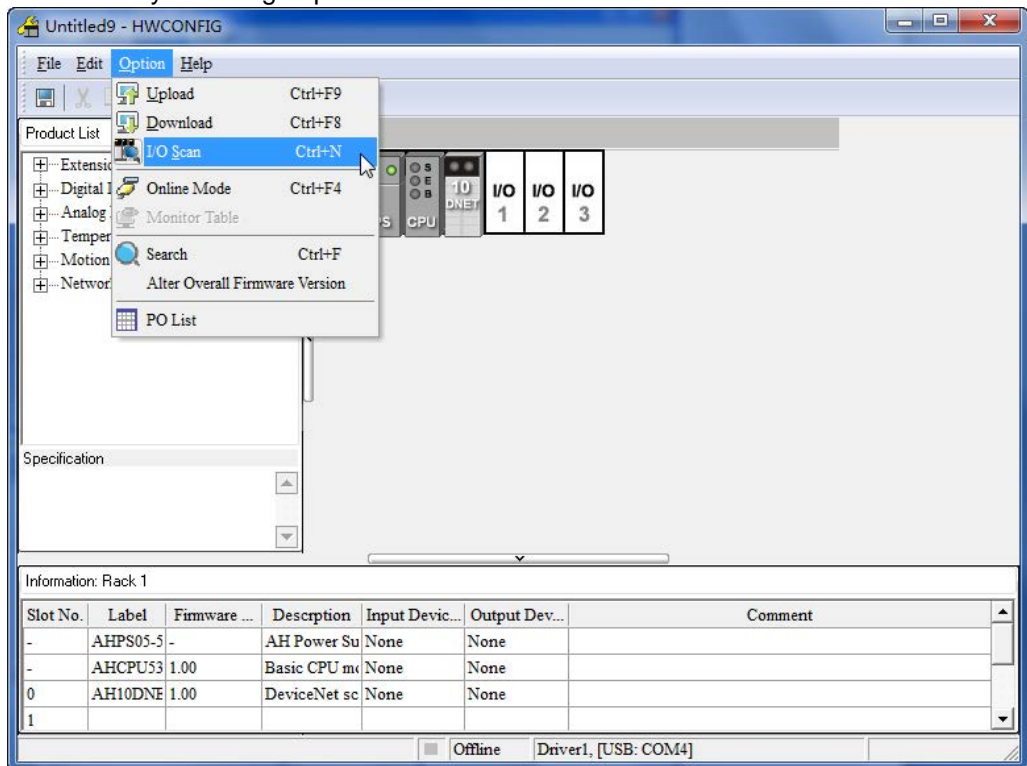 Untitled9 - HWCONFIG
File Edit Option Help
Upload Ctrl+F9
Download Ctrl+F8
I/O Scan Ctrl+N
Online Mode Ctrl+F4
Monitor Table
Search Ctrl+F
Alter Overall Firmware Version
PO List
Product List
Extensio
Digital I
Analog
Temper
Motion
Networ
CPU
S
E
B
10
DNET
I/O
1
I/O
2
I/O
3
Specification
Information: Rack 1
Slot No. Label Firmware ... Descrption Input Devic... Output Dev... Comment
- AHPS05-5 - AH Power Su None None
- AHCPU53 1.00 Basic CPU mo None None
0 AH10DNE 1.00 DeviceNet sc None None
1
Offline Driver1, [USB: COM4]